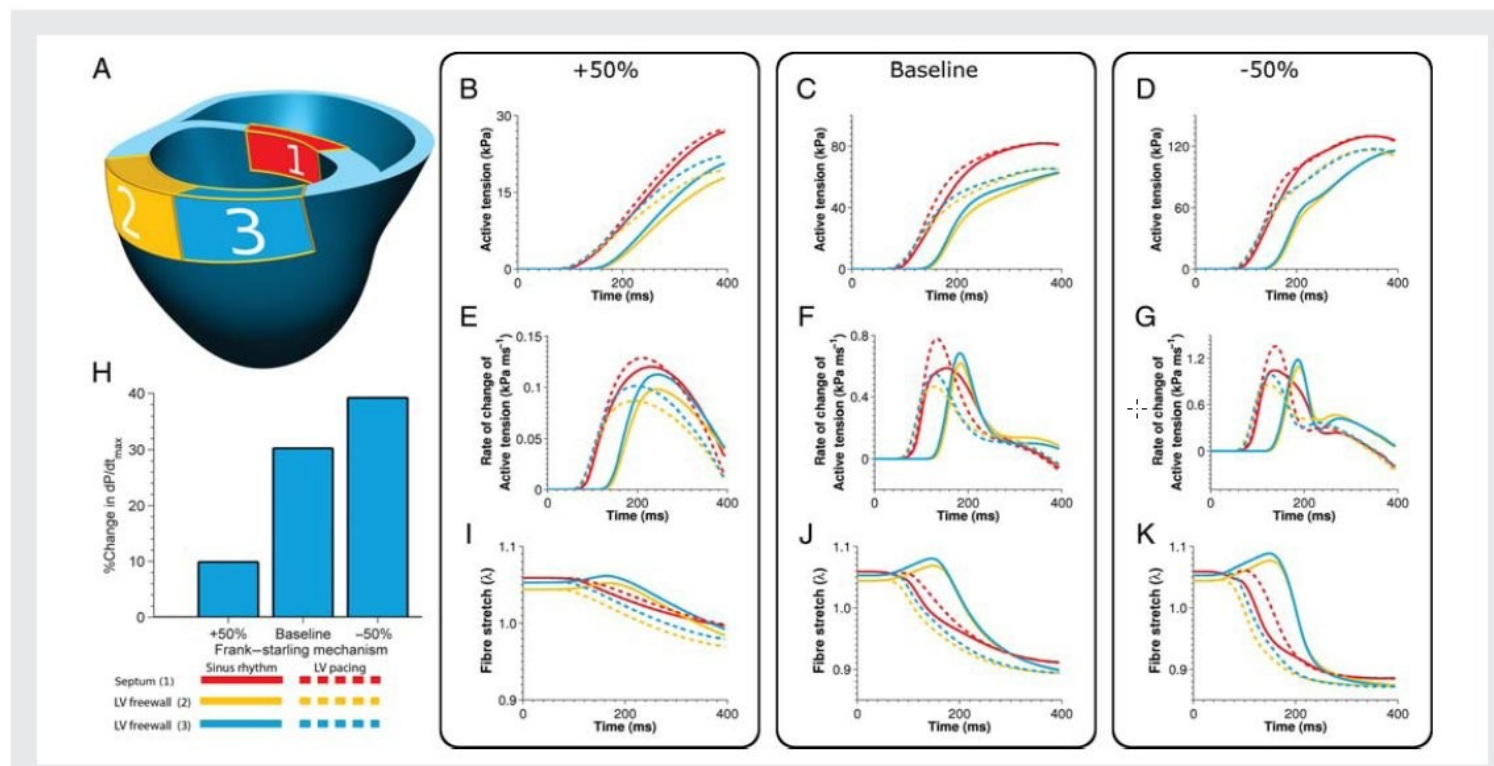 A
1
2
3
H
40
30
20
10
0
%Change in dP/dtmax
+50%
Baseline
−50%
Frank−starling mechanism
Sinus rhythm
LV pacing
Septum (1)
LV freewall (2)
LV freewall (3)
+50%
B
30
15
0
Active tension (kPa)
200
400
Time (ms)
E
0.15
0.1
0.05
0
Rate of change of
Active tension (kPa ms⁻¹)
0
200
400
Time (ms)
I
1.1
1.0
0.9
Fibre stretch (λ)
0
200
400
Time (ms)
Baseline
C
80
40
0
Active tension (kPa)
0
200
400
Time (ms)
F
0.8
0.4
0
Rate of change of
Active tension (kPa ms⁻¹)
0
200
400
Time (ms)
J
1.1
1.0
0.9
Fibre stretch (λ)
0
200
400
Time (ms)
-50%
D
120
60
0
Active tension (kPa)
0
200
400
Time (ms)
G
1.2
0.6
0
Rate of change of
Active tension (kPa ms⁻¹)
0
200
400
Time (ms)
K
1.1
1.0
0.9
Fibre stretch (λ)
0
200
400
Time (ms)